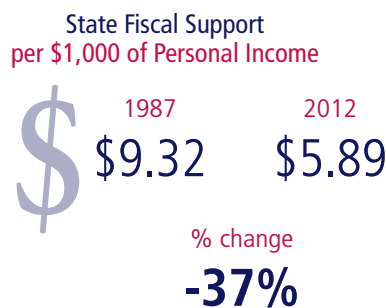 State Fiscal Support
per $1,000 of Personal Income
$
1987 2012
$9.32 $5.89
% change
-37%